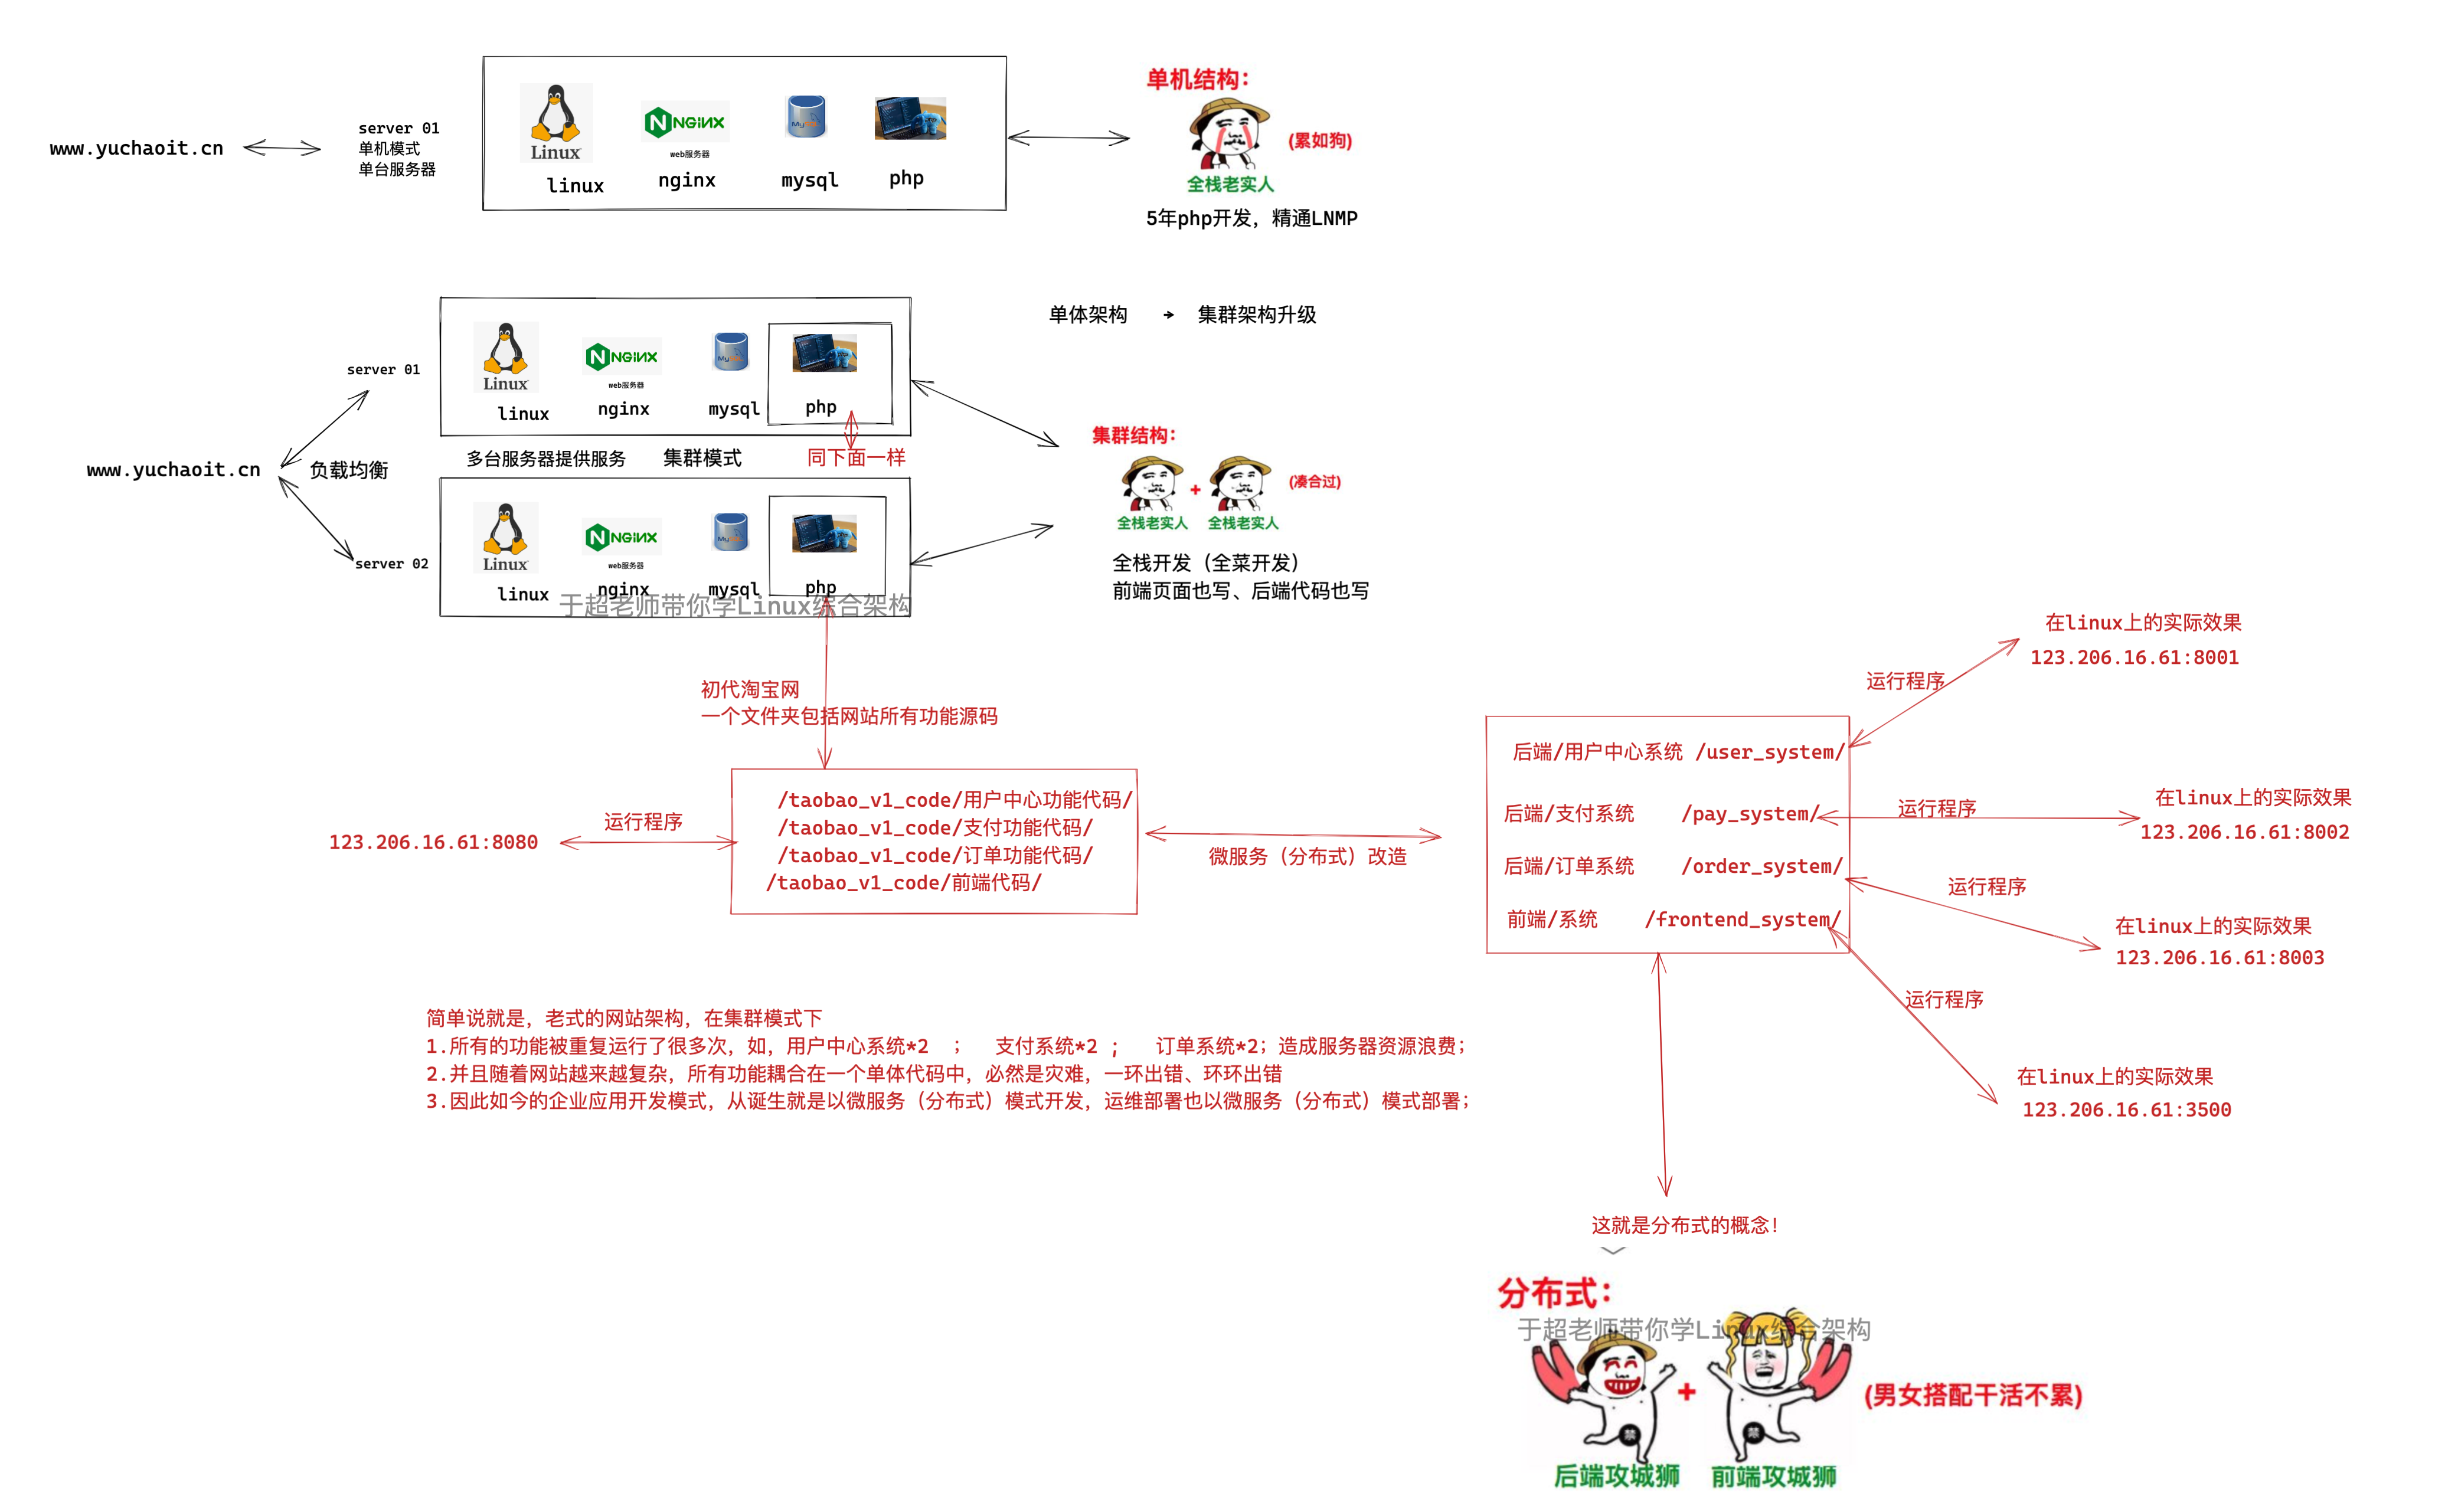 www.yuchaoit.cn
server 01
单机模式
单台服务器
Linux
NGINX
web服务器
MySQL
linux
nginx
mysql
php
单机结构：
(累如狗)
全栈老实人
5年php开发，精通LNMP
单体架构 → 集群架构升级
www.yuchaoit.cn
负载均衡
server 01
Linux
NGINX
web服务器
linux
nginx
mysql
php
多台服务器提供服务
集群模式
同下面一样
server 02
Linux
NGINX
web服务器
linux
nginx
mysql
php
于超老师带你学Linux综合架构
集群结构：
+
(凑合过)
全栈老实人
全栈老实人
全栈开发（全菜开发）
前端页面也写、后端代码也写
初代淘宝网
一个文件夹包括网站所有功能源码
123.206.16.61:8080
运行程序
/taobao_v1_code/用户中心功能代码/
/taobao_v1_code/支付功能代码/
/taobao_v1_code/订单功能代码/
/taobao_v1_code/前端代码/
微服务（分布式）改造
后端/用户中心系统 /user_system/
后端/支付系统 /pay_system/
后端/订单系统 /order_system/
前端/系统 /frontend_system/
运行程序
在linux上的实际效果
123.206.16.61:8001
运行程序
在linux上的实际效果
123.206.16.61:8002
运行程序
在linux上的实际效果
123.206.16.61:8003
运行程序
在linux上的实际效果
123.206.16.61:3500
简单说就是，老式的网站架构，在集群模式下
1.所有的功能被重复运行了很多次，如，用户中心系统*2 ； 支付系统*2 ; 订单系统*2；造成服务器资源浪费；
2.并且随着网站越来越复杂，所有功能耦合在一个单体代码中，必然是灾难，一环出错、环环出错
3.因此如今的企业应用开发模式，从诞生就是以微服务（分布式）模式开发，运维部署也以微服务（分布式）模式部署；
这就是分布式的概念！
分布式：
于超老师带你学Linux综合架构
+
(男女搭配干活不累)
禁
禁
后端攻城狮
前端攻城狮